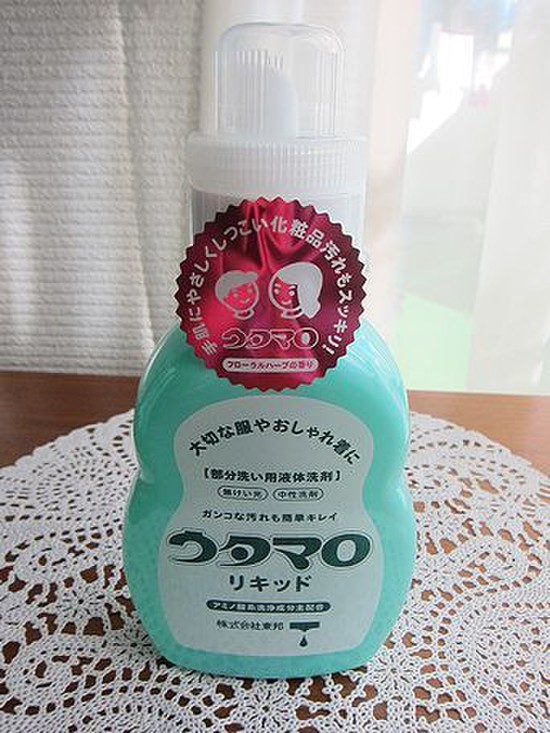 手肌にやさしくしつこい化粧品汚れもスッキリ!
ウタマロ
フローラルハーブの香り
大切な服やおしゃれ着に
【部分洗い用液体洗剤】
無けい光 中性洗剤
ガンコな汚れも簡単キレイ
ウタマロ
リキッド
アミノ酸系洗浄成分主配合
株式会社東邦